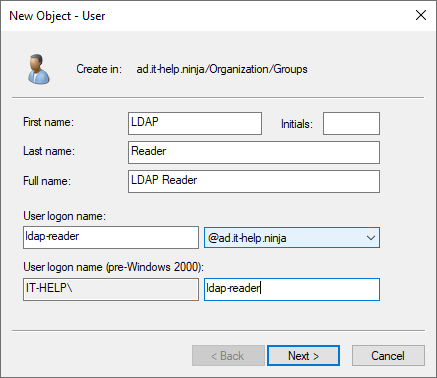 New Object - User
Create in: ad.it-help.ninja/Organization/Groups
First name: LDAP Initials:
Last name: Reader
Full name: LDAP Reader
User logon name:
ldap-reader @ad.it-help.ninja
User logon name (pre-Windows 2000):
IT-HELP\ ldap-reader
< Back Next > Cancel